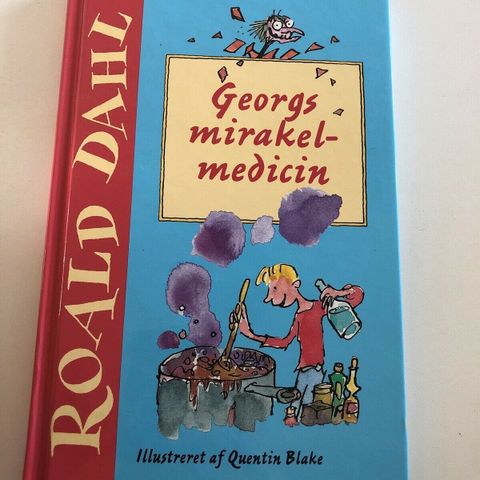 ROALD DAHL
Georgs
mirakel-
medicin
Illustreret af Quentin Blake